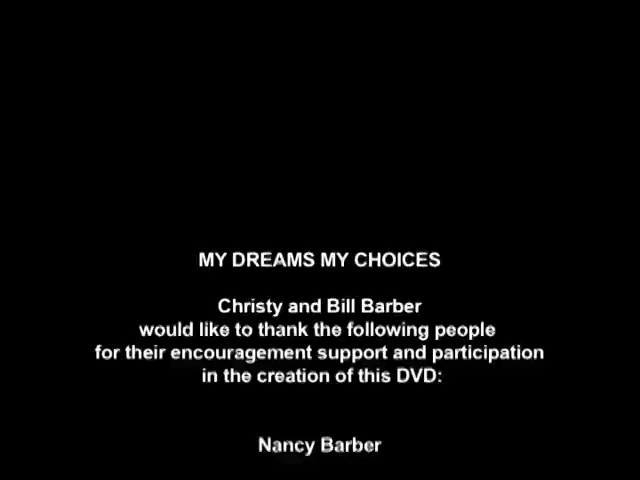 MY DREAMS MY CHOICES
Christy and Bill Barber
would like to thank the following people
for their encouragement support and participation
in the creation of this DVD:
Nancy Barber